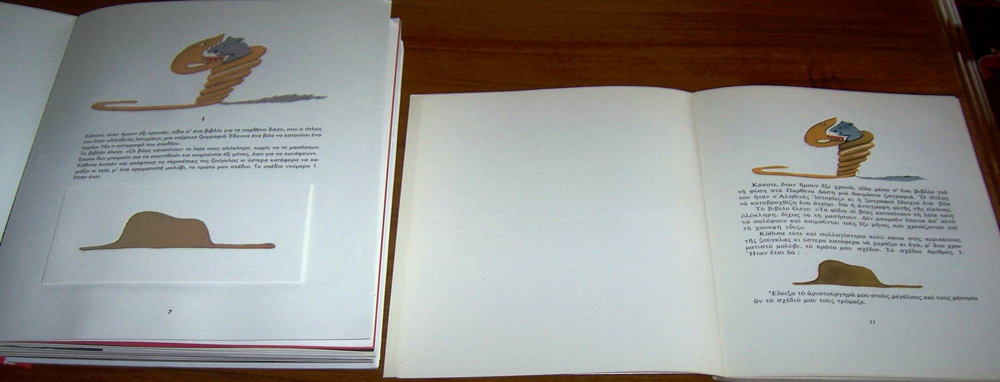 1
Κάποτε, όταν ήμουν έξι χρονών, είδα σ' ένα βιβλίο για τα παρθένα δάση, που ο τίτλος
του ήταν «Αληθινές Ιστορίες», μια υπέροχη ζωγραφιά. Έδειχνε ένα βόα να καταπίνει ένα
αγρίμι. Να η αντιγραφή του σχεδίου.
Το βιβλίο έλεγε: «Οι βόες καταπίνουν τη λεία τους ολόκληρη, χωρίς να τη μασήσουν.
Έπειτα δεν μπορούν πια να κουνηθούν και κοιμούνται έξι μήνες, όσο για να χωνέψουν».
Κάθισα λοιπόν και σκέφτηκα τις περιπέτειες της ζούγκλας κι ύστερα κατάφερα να χα-
ράξω κι εγώ, μ' ένα χρωματιστό μολύβι, το πρώτο μου σχέδιο. Το σχέδιο νούμερο 1.
Ήταν έτσι:
7
Κάποτε, ὅταν ἤμουν ἕξι χρονῶ, εἶδα μέσα σ' ἕνα βιβλίο γιὰ
τὴ φύση στὰ Παρθένα Δάση μιὰ θαυμάσια ζωγραφιά. Ὁ τίτλος
του ἦταν «Ἀληθινὲς Ἱστορίες» κι ἡ ζωγραφιὰ ἔδειχνε ἕνα βόα
νὰ καταβροχθίζη ἕνα ἀγρίμι. Νὰ ἡ ἀντιγραφὴ αὐτῆς τῆς εἰκόνας.
Τὸ βιβλίο ἔλεγε: «Τὰ φίδια οἱ βόες καταπίνουν τὴ λεία τους
ὁλόκληρη, δίχως νὰ τὴ μασήσουν. Δὲν μποροῦν ἔπειτα ἀπ' αὐτὸ
νὰ σαλέψουν καὶ κοιμοῦνται τοὺς ἕξι μῆνες ποὺ χρειάζονται γιὰ
τὴ χώνεψή τους».
Κάθισα τότε καὶ συλλογίστηκα πολὺ πάνω στὶς περιπέτειες
τῆς ζούγκλας κι ὕστερα κατάφερα νὰ χαράξω κι ἐγώ, μ' ἕνα χρω-
ματιστὸ μολύβι, τὸ πρῶτο μου σχέδιο. Τὸ σχέδιο ἀριθμὸς 1.
Ἦταν ἔτσι δά :
Ἔδειξα τὸ ἀριστούργημά μου στοὺς μεγάλους καὶ τοὺς ρώτησα
ἂν τὸ σχέδιό μου τοὺς τρόμαξε.
11